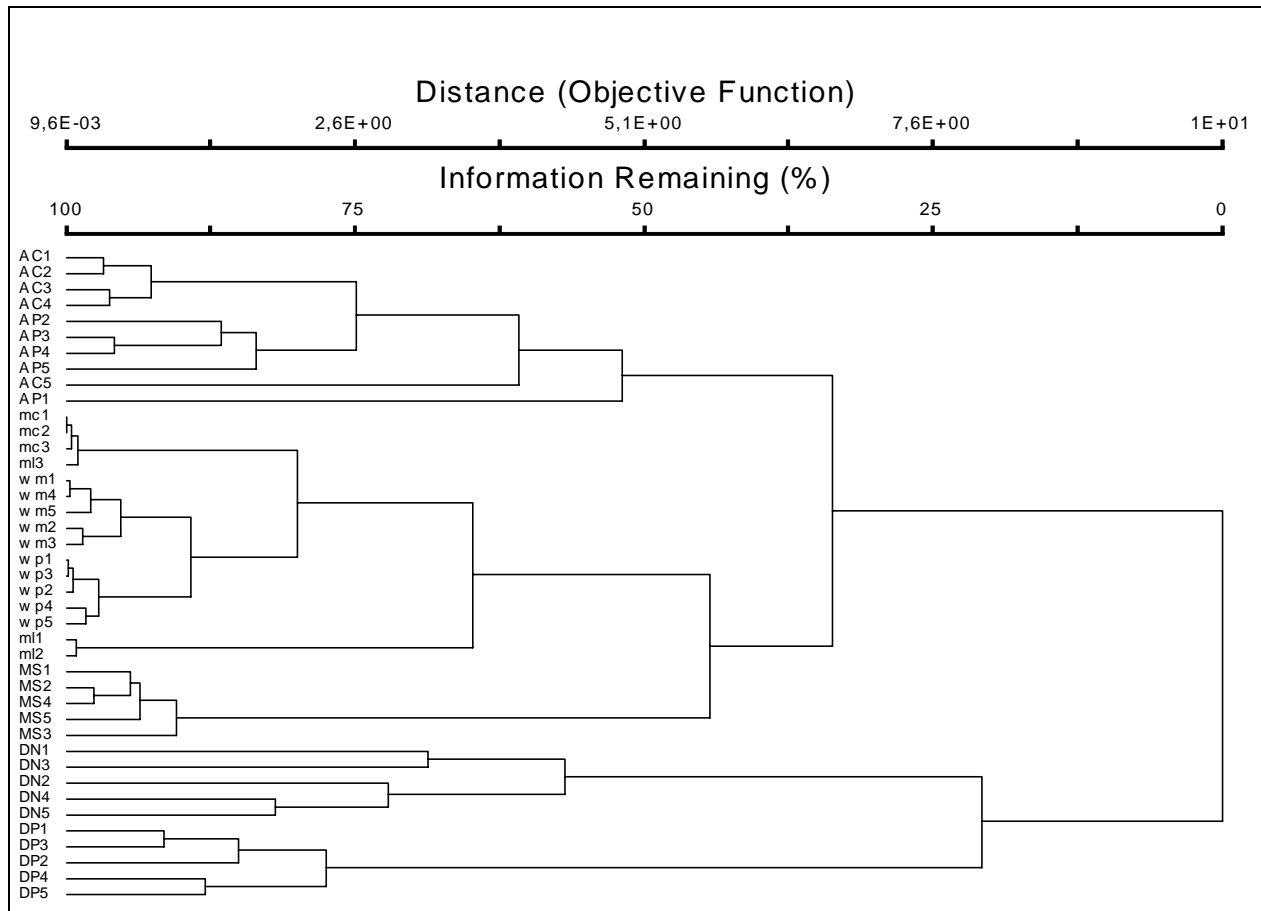 Distance (Objective Function)
9,6E-03 2,6E+00 5,1E+00 7,6E+00 1E+01
Information Remaining (%)
100 75 50 25 0
AC1
AC2
AC3
AC4
AP2
AP3
AP4
AP5
AC5
AP1
mc1
mc2
mc3
ml3
wm1
wm4
wm5
wm2
wm3
wp1
wp3
wp2
wp4
wp5
ml1
ml2
MS1
MS2
MS4
MS5
MS3
DN1
DN3
DN2
DN4
DN5
DP1
DP3
DP2
DP4
DP5